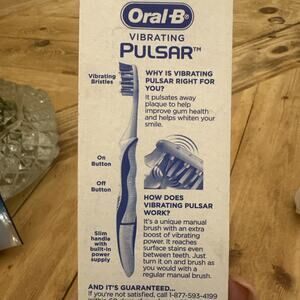 Oral-B®
VIBRATING
PULSAR™
Vibrating
Bristles
WHY IS VIBRATING
PULSAR RIGHT FOR
YOU?
It pulsates away
plaque to help
improve gum health
and helps whiten your
smile.
On
Button
Off
Button
Slim
handle with
built-in power
supply
HOW DOES
VIBRATING PULSAR
WORK?
It's a unique manual
brush with an extra
boost of vibrating
power. It reaches
surface stains even
between teeth. Just
turn it on and brush as
you would with a
regular manual brush.
AND IT'S GUARANTEED...
If you're not satisfied, call 1-877-593-4199